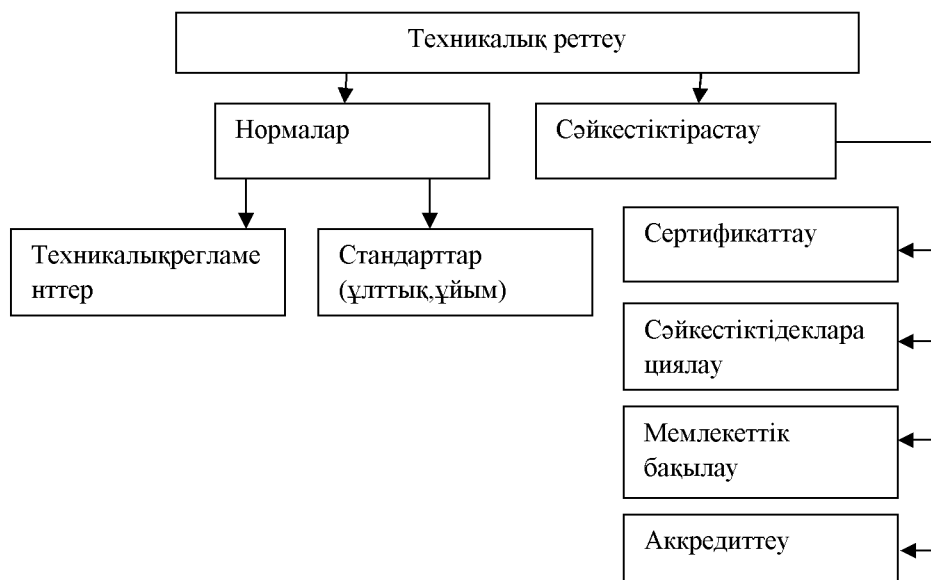 Техникалық реттеу
Нормалар
Сәйкестіктірастау
Техникалықрегламе
нттер
Стандарттар
(ұлттық,ұйым)
Сертификаттау
Сәйкестіктідеклара
циялау
Мемлекеттік
бақылау
Аккредиттеу